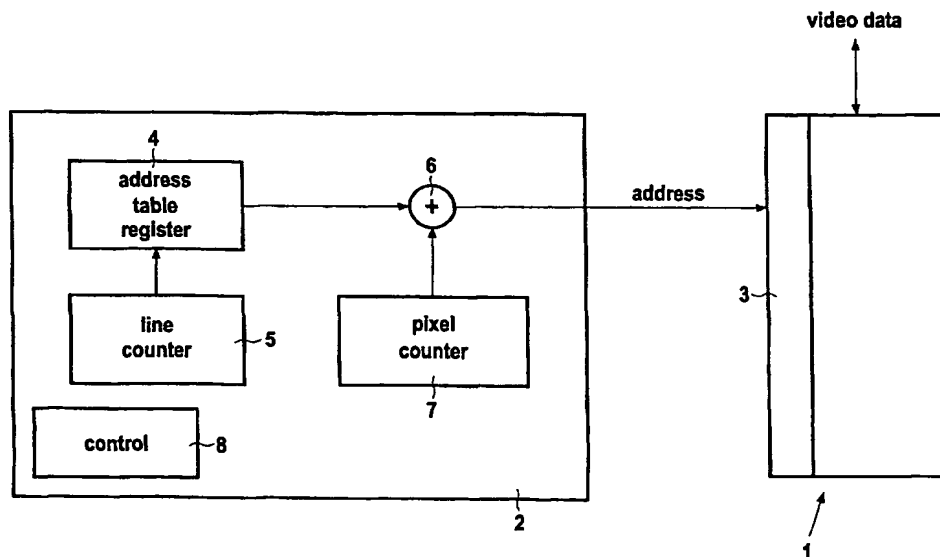 video data
4
address
table
register
6
+
address
3
line
counter
5
pixel
counter
7
control
8
2
1